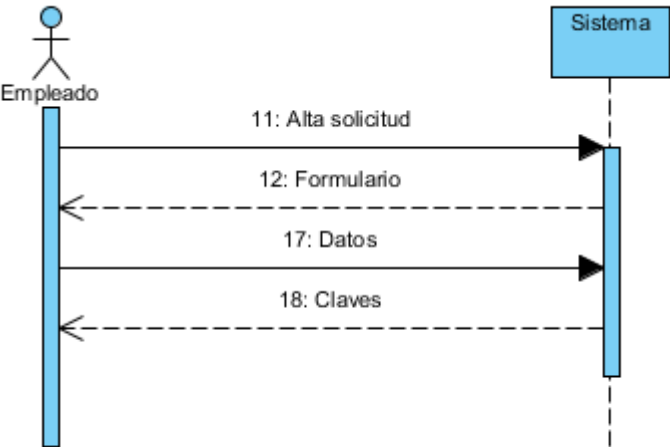 Sistema
Empleado
11: Alta solicitud
12: Formulario
17: Datos
18: Claves